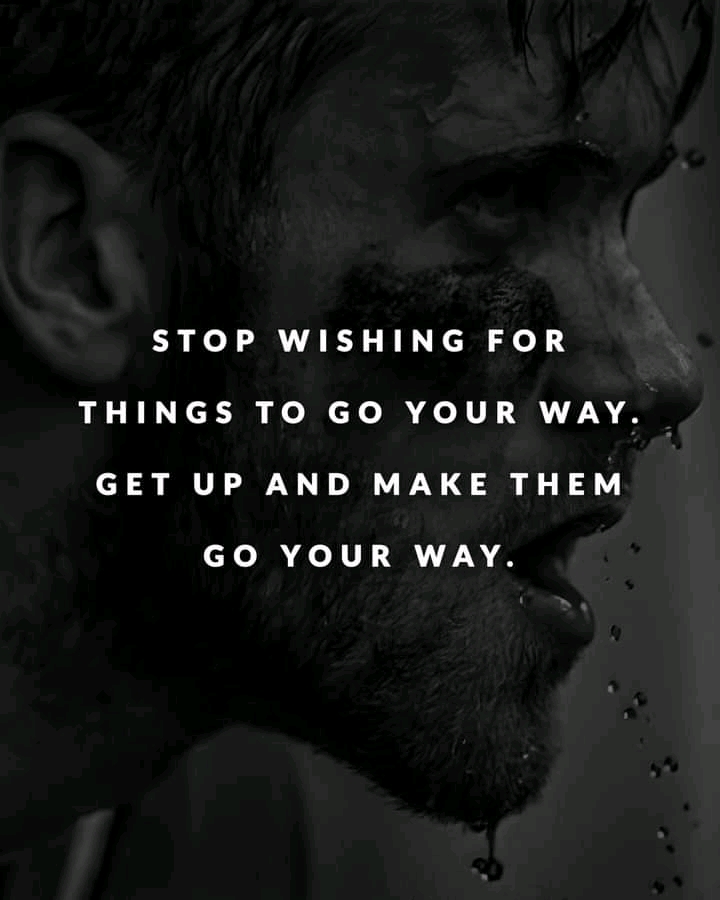 STOP WISHING FOR
THINGS TO GO YOUR WAY.
GET UP AND MAKE THEM
GO YOUR WAY.